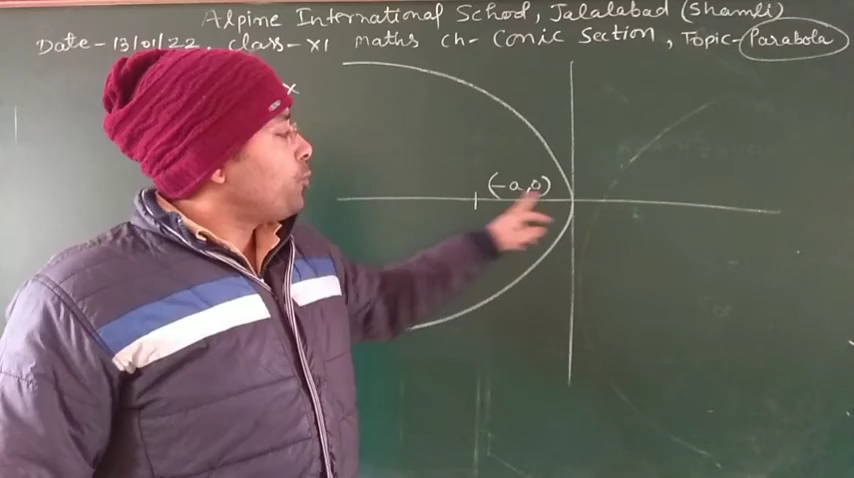 Alpine International School, Jalalabad (Shamli)
Date - 13/01/22. class - XI maths ch - Conic Section, Topic - Parabola
x
(-a,0)